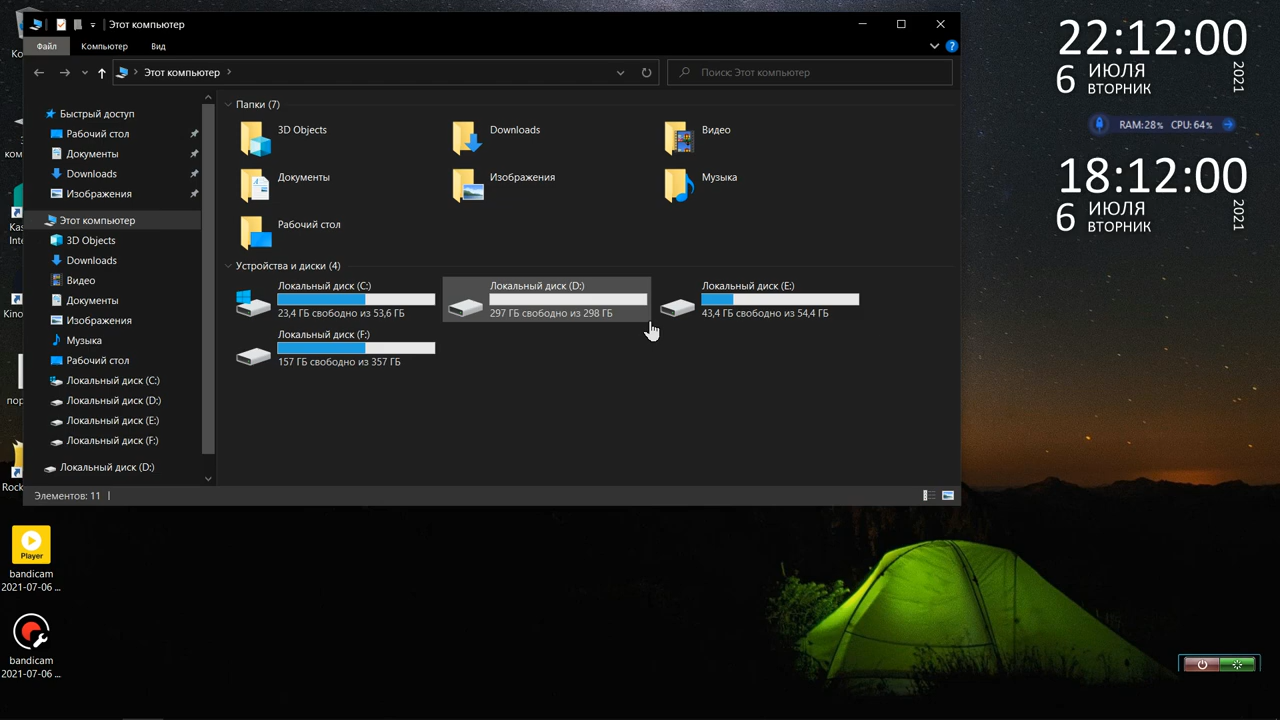 Этот компьютер
Файл
Компьютер
Вид
Этот компьютер
Поиск: Этот компьютер
Быстрый доступ
Рабочий стол
Документы
Downloads
Изображения
Этот компьютер
3D Objects
Downloads
Видео
Документы
Изображения
Музыка
Рабочий стол
Локальный диск (C:)
Локальный диск (D:)
Локальный диск (E:)
Локальный диск (F:)
Локальный диск (D:)
Папки (7)
3D Objects
Downloads
Видео
Документы
Изображения
Музыка
Рабочий стол
Устройства и диски (4)
Локальный диск (C:)
23,4 ГБ свободно из 53,6 ГБ
Локальный диск (D:)
297 ГБ свободно из 298 ГБ
Локальный диск (E:)
43,4 ГБ свободно из 54,4 ГБ
Локальный диск (F:)
157 ГБ свободно из 357 ГБ
Элементов: 11
Player
bandicam
2021-07-06 ...
bandicam
2021-07-06 ...
22:12:00
6 ИЮЛЯ
ВТОРНИК
2021
RAM:28% CPU:64%
18:12:00
6 ИЮЛЯ
ВТОРНИК
2021